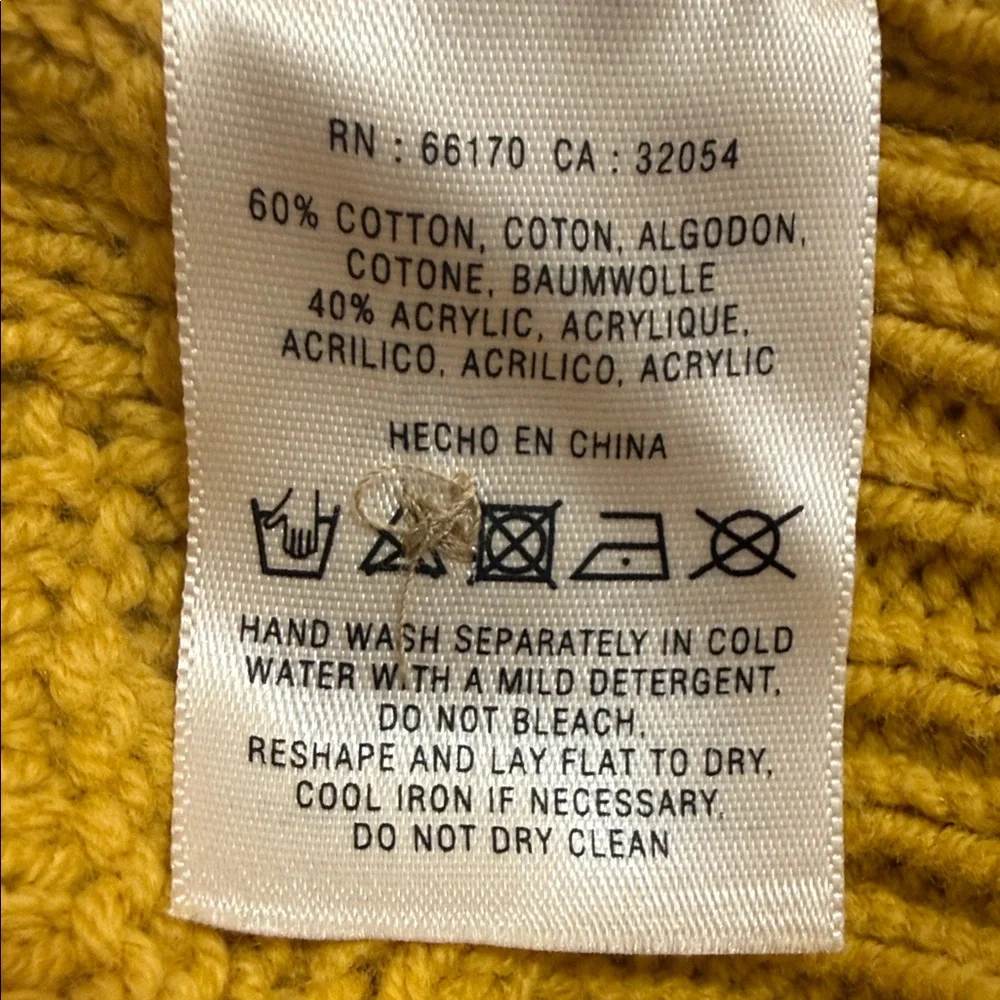 RN : 66170 CA : 32054
60% COTTON, COTON, ALGODON,
COTONE, BAUMWOLLE
40% ACRYLIC, ACRYLIQUE,
ACRILICO, ACRILICO, ACRYLIC
HECHO EN CHINA
HAND WASH SEPARATELY IN COLD
WATER WITH A MILD DETERGENT,
DO NOT BLEACH.
RESHAPE AND LAY FLAT TO DRY,
COOL IRON IF NECESSARY,
DO NOT DRY CLEAN